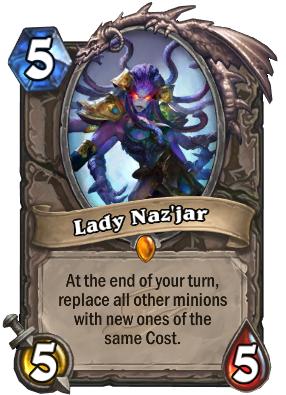 5
Lady Naz'jar
At the end of your turn,
replace all other minions
with new ones of the
same Cost.
5
5